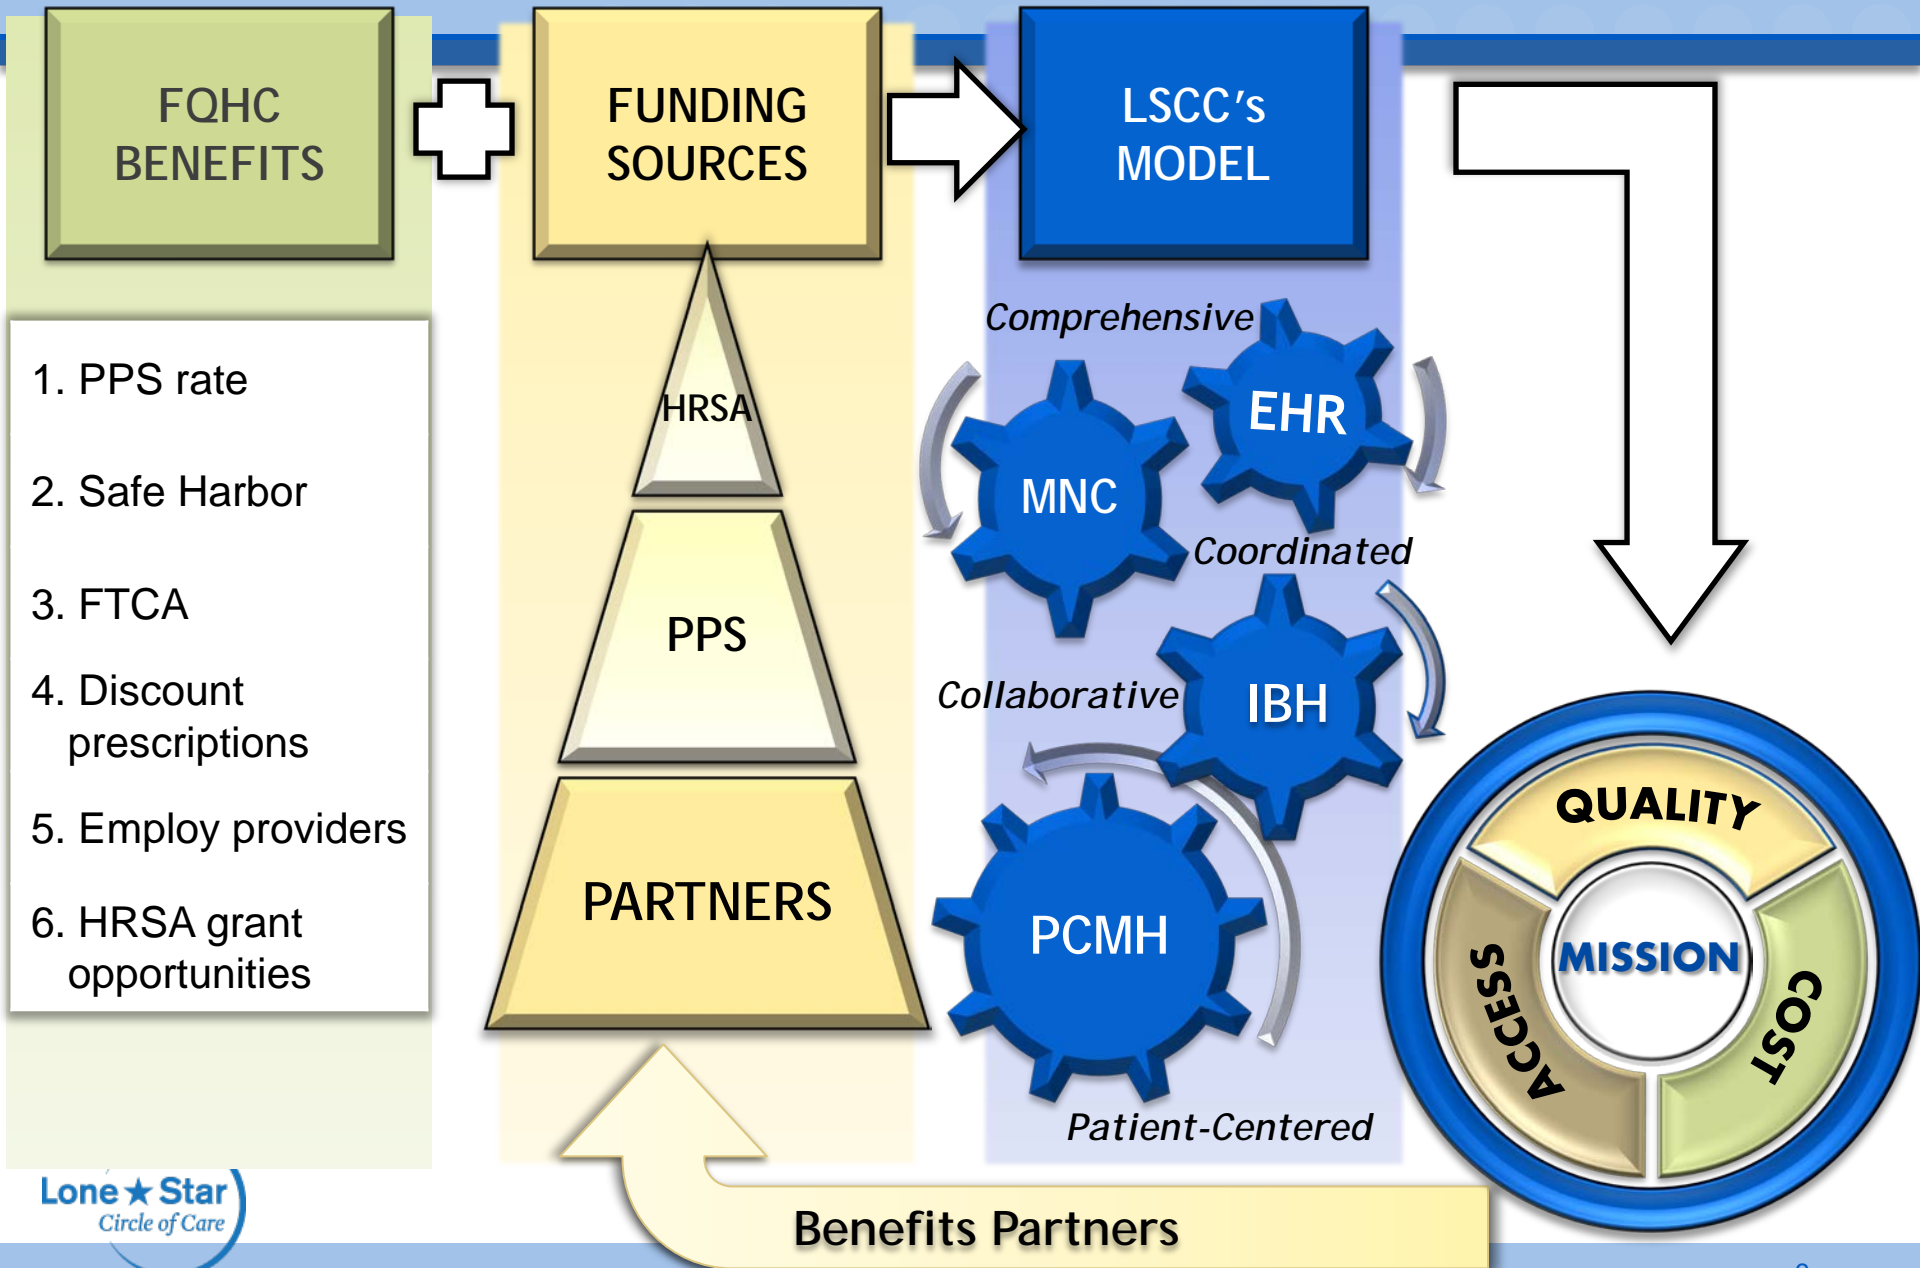 FQHC
BENEFITS
FUNDING
SOURCES
LSCC's
MODEL
1. PPS rate
2. Safe Harbor
3. FTCA
4. Discount
prescriptions
5. Employ providers
6. HRSA grant
opportunities
HRSA
PPS
PARTNERS
Comprehensive
EHR
MNC
Coordinated
Collaborative
IBH
PCMH
Patient-Centered
QUALITY
ACCESS
MISSION
COST
Benefits Partners
Lone ★ Star
Circle of Care